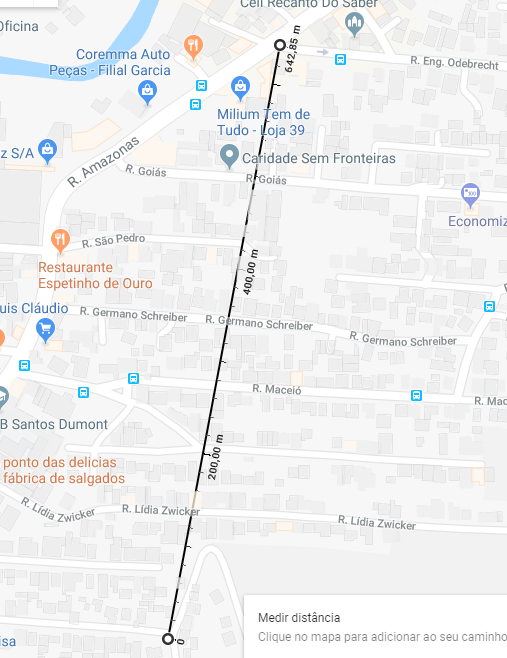 Cell Recanto Do Saber
Oficina
642,85 m
Coremma Auto
Peças - Filial Garcia
R. Eng. Odebrecht
Milium Tem de
Tudo - Loja 39
z S/A
R. Amazonas
Caridade Sem Fronteiras
R. Goiás
R. Goiás
Economiz
R. São Pedro
Restaurante
Espetinho de Ouro
400,00 m
uis Cláudio
R. Germano Schreiber
R. Germano Schreiber
R. Germano Schreiber
R. Maceió
R. Mac
B Santos Dumont
ponto das delicias
fábrica de salgados
200,00 m
R. Lídia Zwicker
R. Lídia Zwicker
R. Lídia Zwicker
0
isa
Medir distância
Clique no mapa para adicionar ao seu caminho